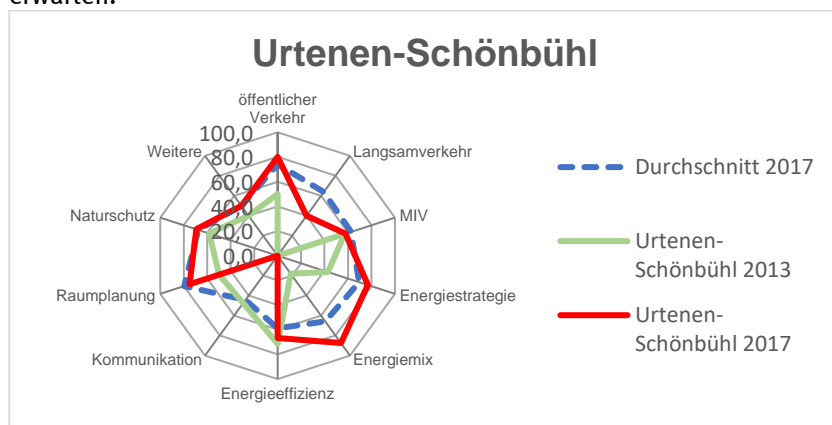 erwarten.
Urtenen-Schönbühl
öffentlicher
Verkehr
100,0
80,0
60,0
40,0
20,0
0,0
Langsamverkehr
MIV
Energiestrategie
Energiemix
Energieeffizienz
Kommunikation
Raumplanung
Naturschutz
Weitere
Durchschnitt 2017
Urtenen-
Schönbühl 2013
Urtenen-
Schönbühl 2017